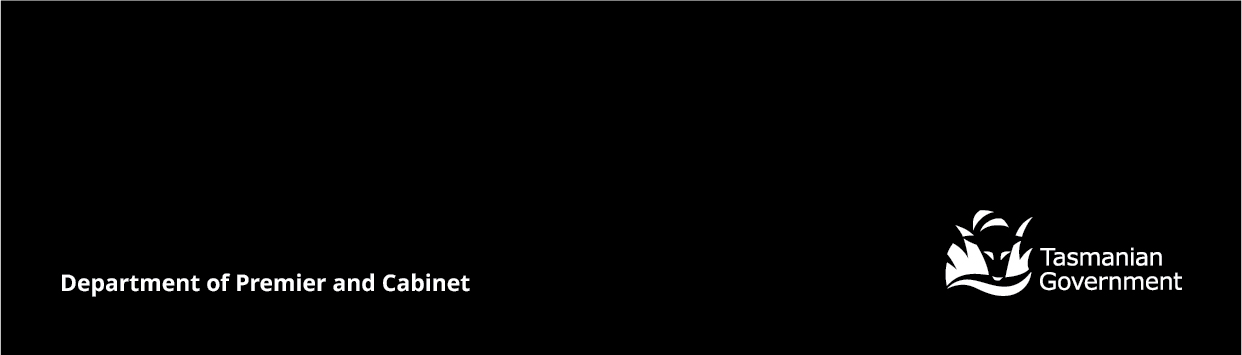 Department of Premier and Cabinet
Tasmanian
Government